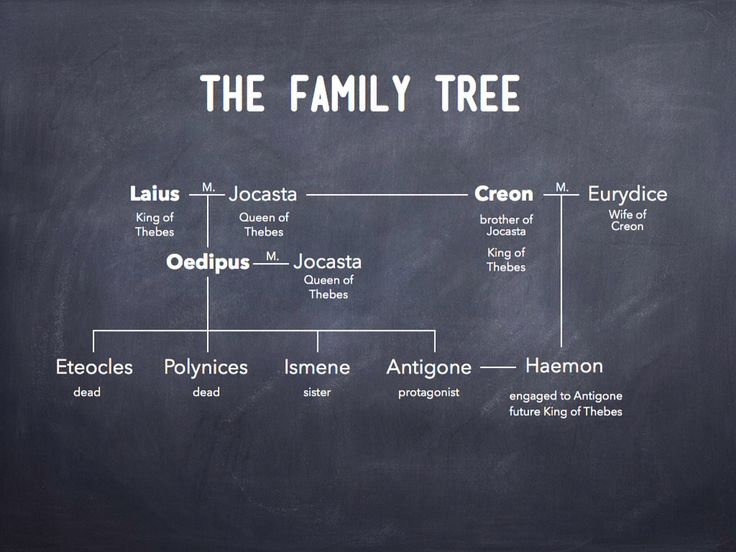 THE FAMILY TREE
Laius M. Jocasta Creon M. Eurydice
King of
Thebes
Queen of
Thebes
brother of
Jocasta
King of
Thebes
Wife of
Creon
Oedipus M. Jocasta
Queen of
Thebes
Eteocles Polynices Ismene Antigone Haemon
dead dead sister protagonist engaged to Antigone
future King of Thebes